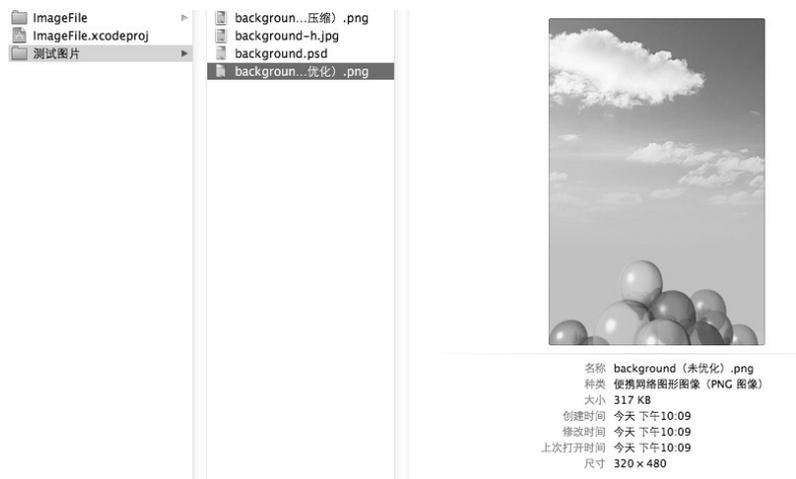 ImageFile
ImageFile.xcodeproj
测试图片
backgroun...压缩）.png
background-h.jpg
background.psd
backgroun...优化）.png
名称 background（未优化）.png
种类 便携网络图形图像（PNG 图像）
大小 317 KB
创建时间 今天 下午10:09
修改时间 今天 下午10:09
上次打开时间 今天 下午10:09
尺寸 320 × 480